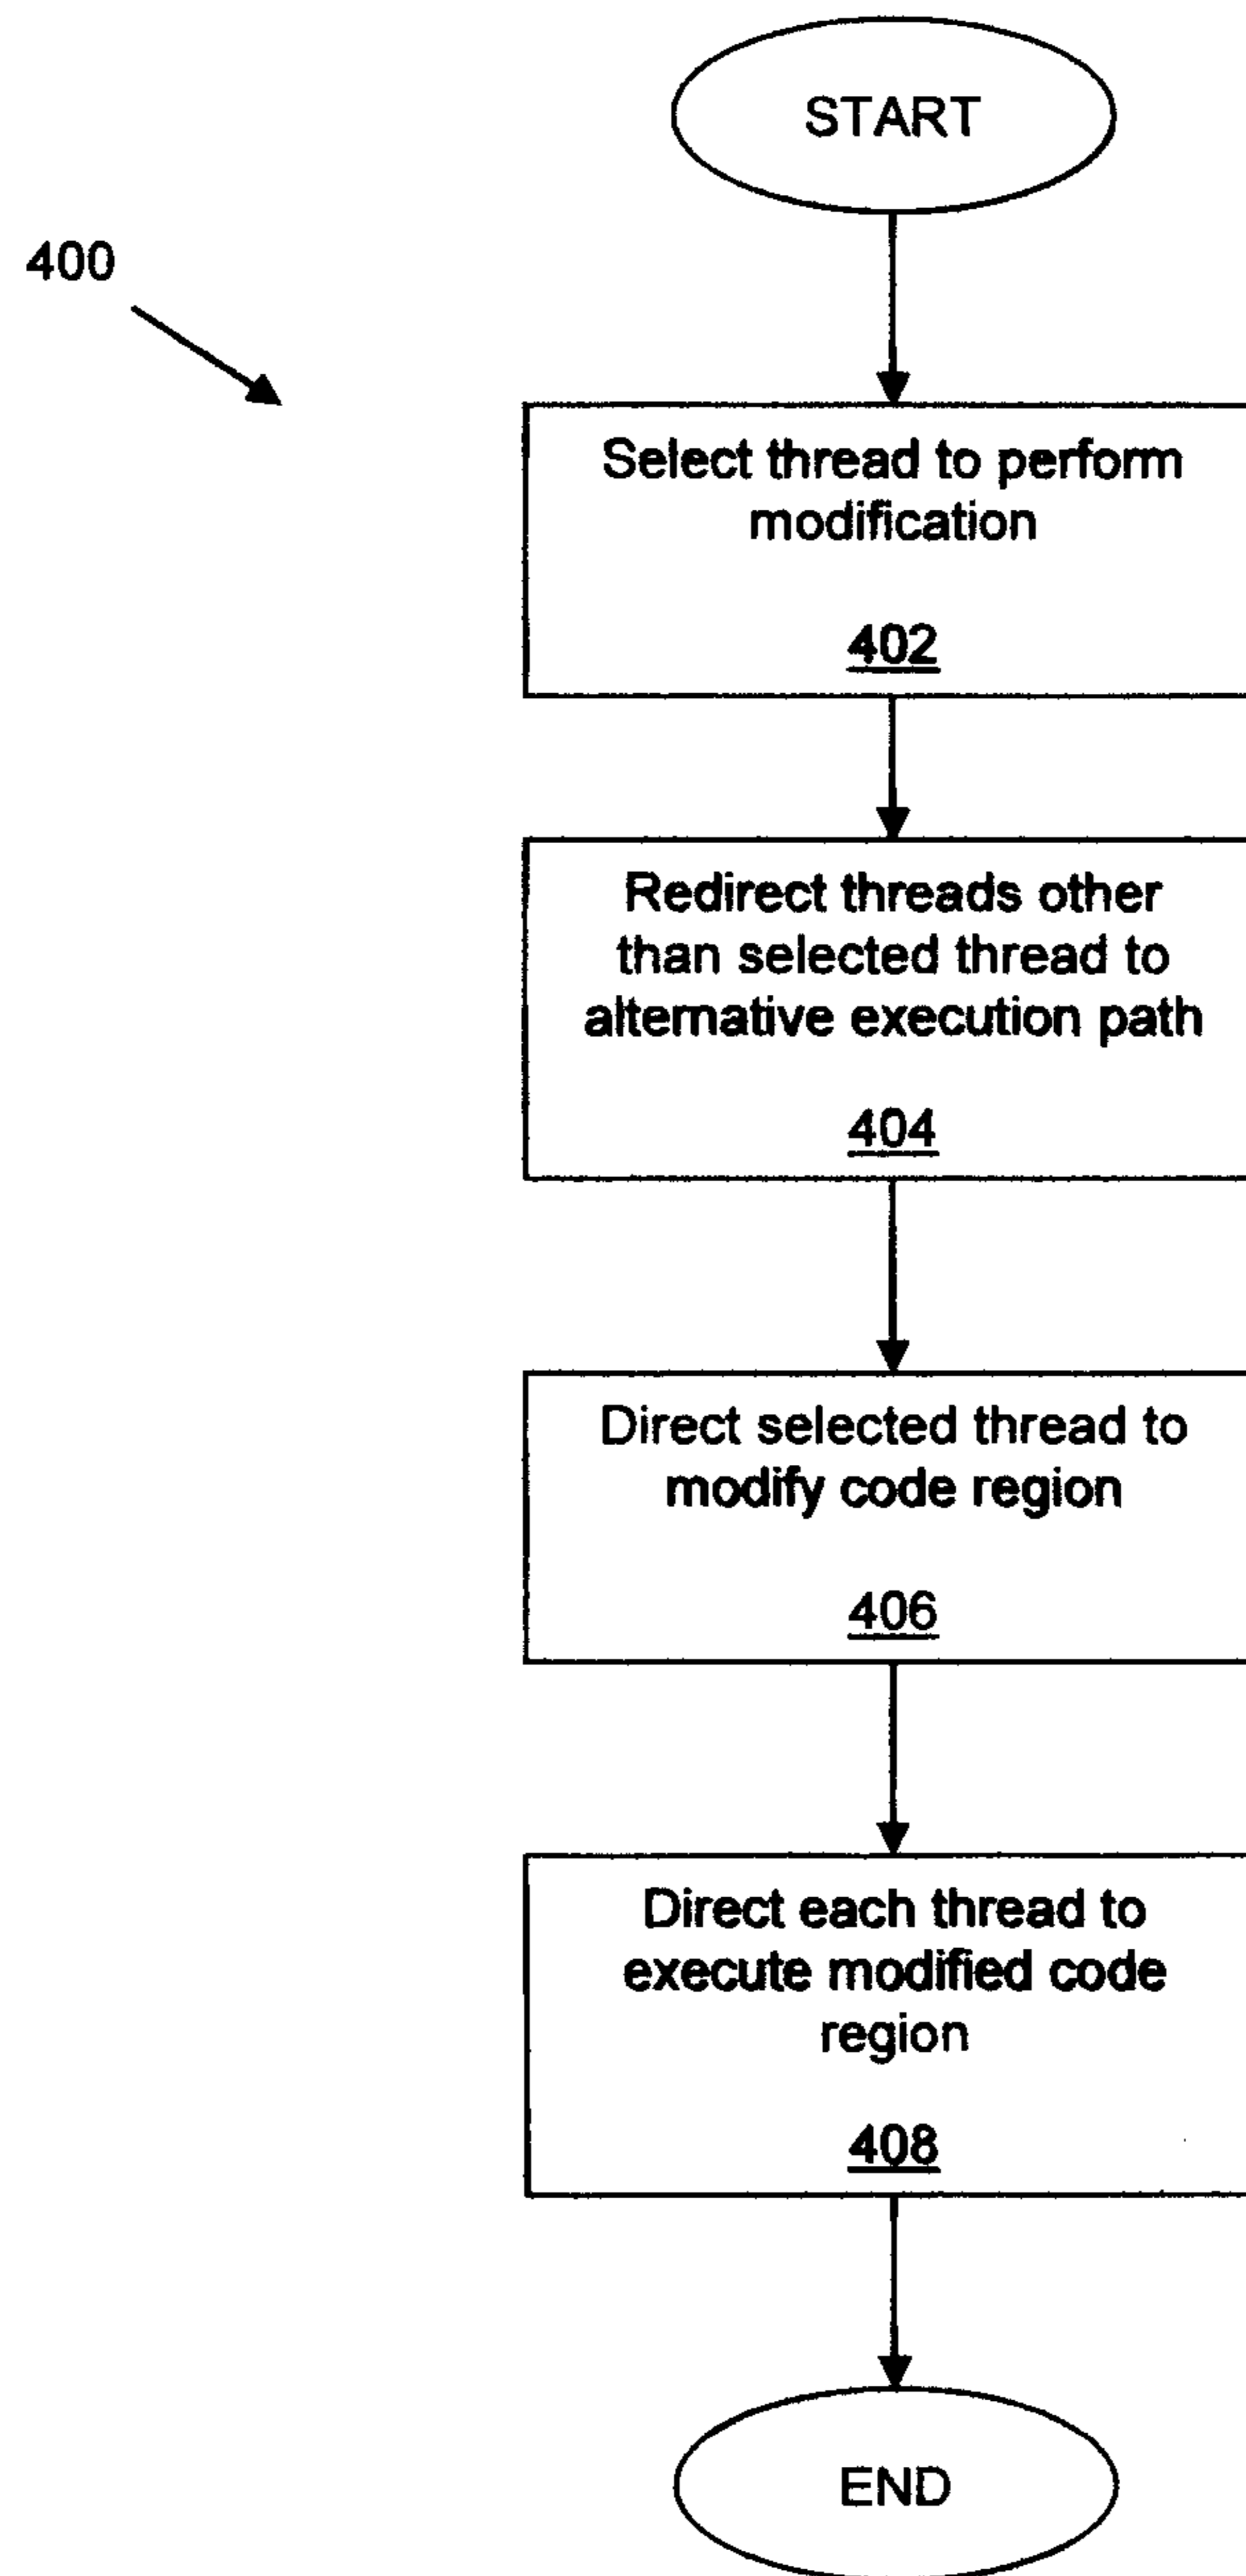 START
400
Select thread to perform
modification
402
Redirect threads other
than selected thread to
alternative execution path
404
Direct selected thread to
modify code region
406
Direct each thread to
execute modified code
region
408
END